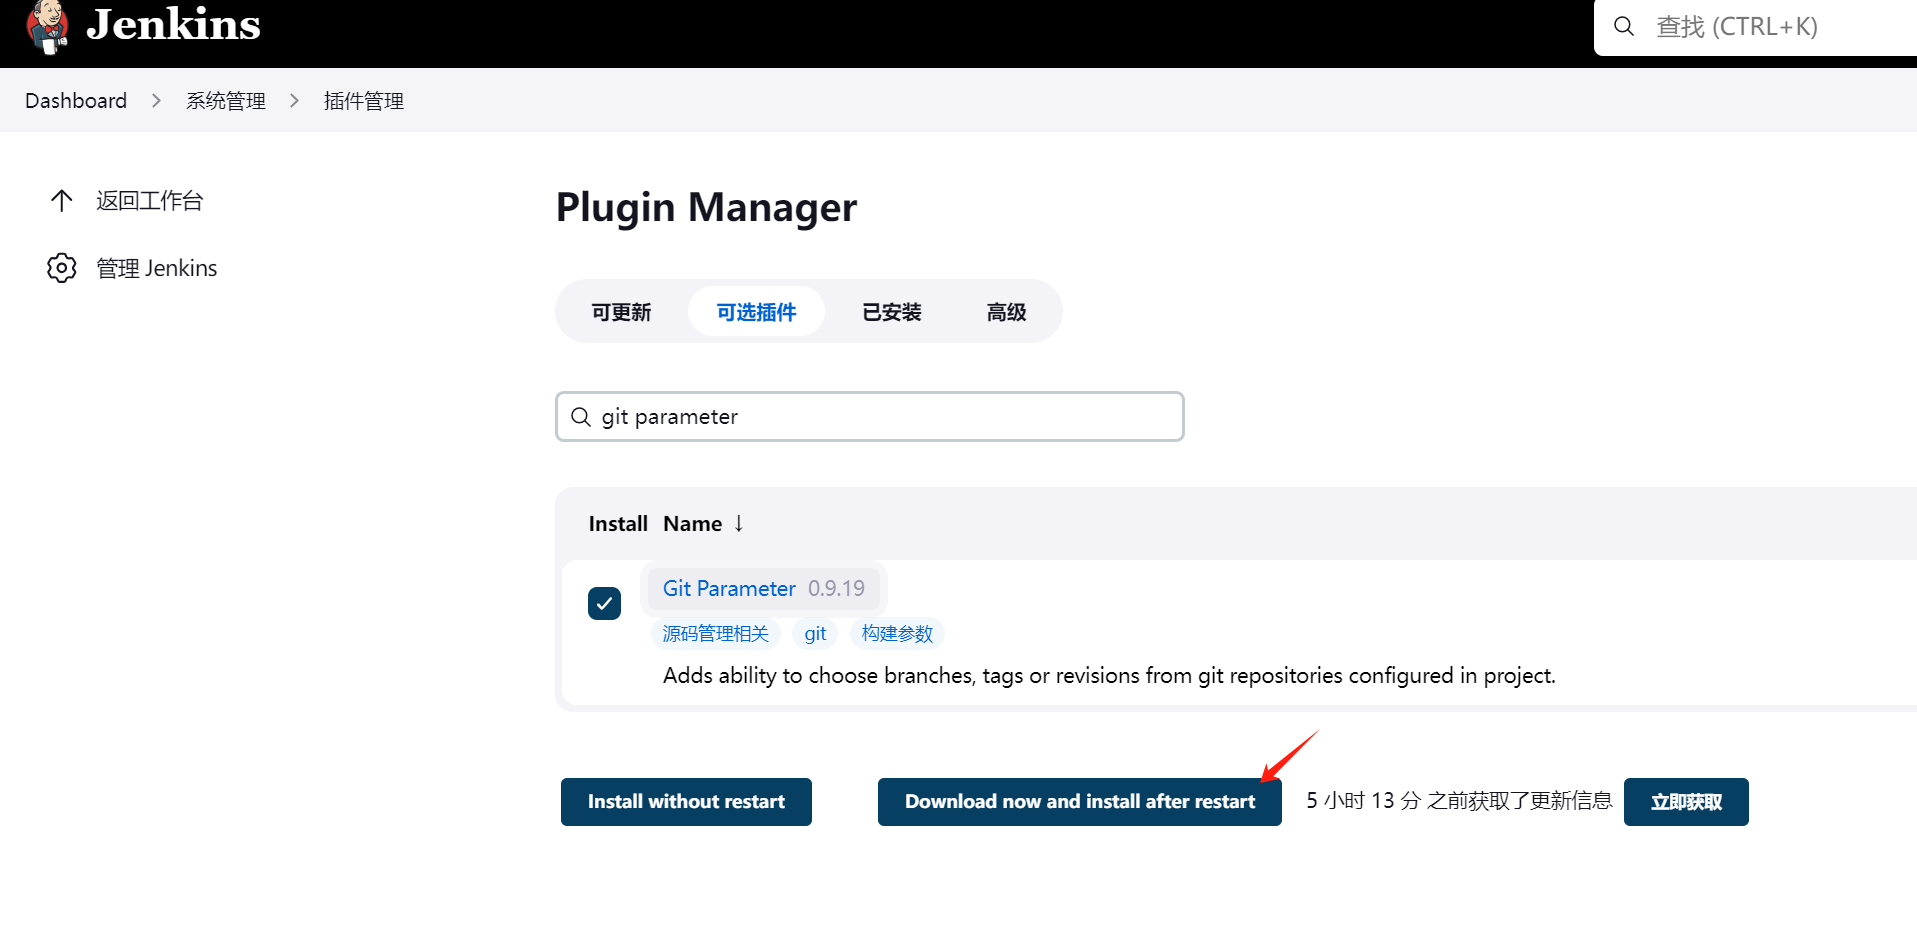 Jenkins
查找 (CTRL+K)
Dashboard
系统管理
插件管理
返回工作台
管理 Jenkins
Plugin Manager
可更新
可选插件
已安装
高级
git parameter
Install Name ↓
Git Parameter 0.9.19
源码管理相关 git 构建参数
Adds ability to choose branches, tags or revisions from git repositories configured in project.
Install without restart
Download now and install after restart
5 小时 13 分 之前获取了更新信息
立即获取